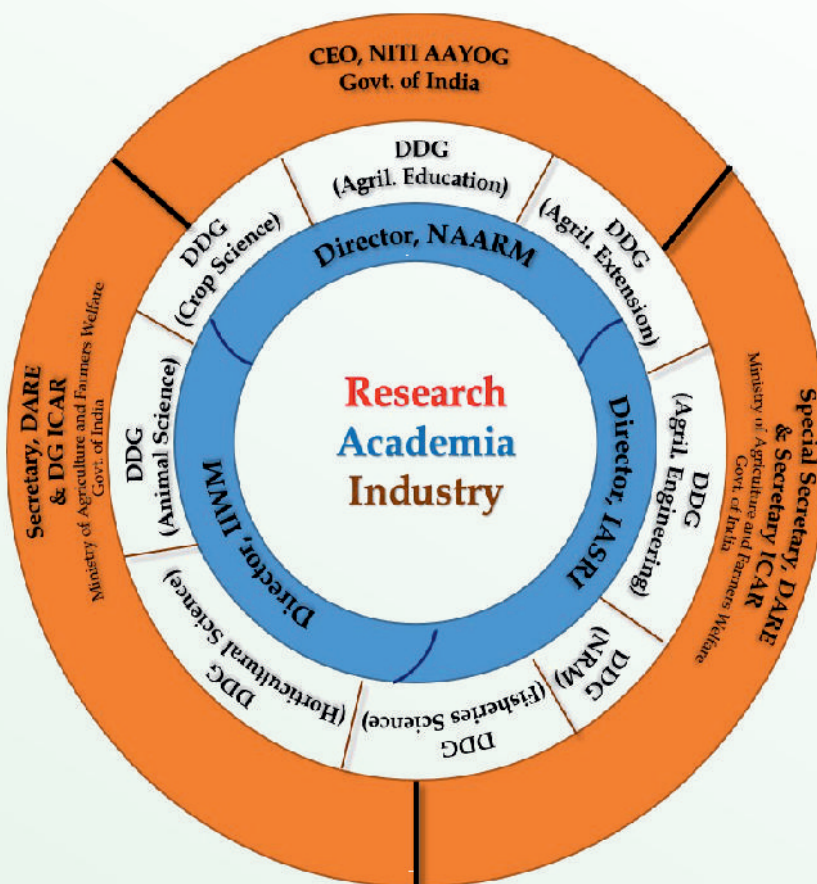 CEO, NITI AAYOG
Govt. of India
Special Secretary, DARE
& Secretary ICAR
Ministry of Agriculture and Farmers Welfare
Govt. of India
Secretary, DARE
& DG ICAR
Ministry of Agriculture and Farmers Welfare
Govt. of India
DDG
(Agril. Education)
DDG
(Agril. Extension)
DDG
(Agril. Engineering)
DDG
(NRM)
DDG
(Fisheries Science)
DDG
(Horticultural Science)
DDG
(Animal Science)
DDG
(Crop Science)
Director, NAARM
Director, IASRI
Director, IIWM
Research
Academia
Industry